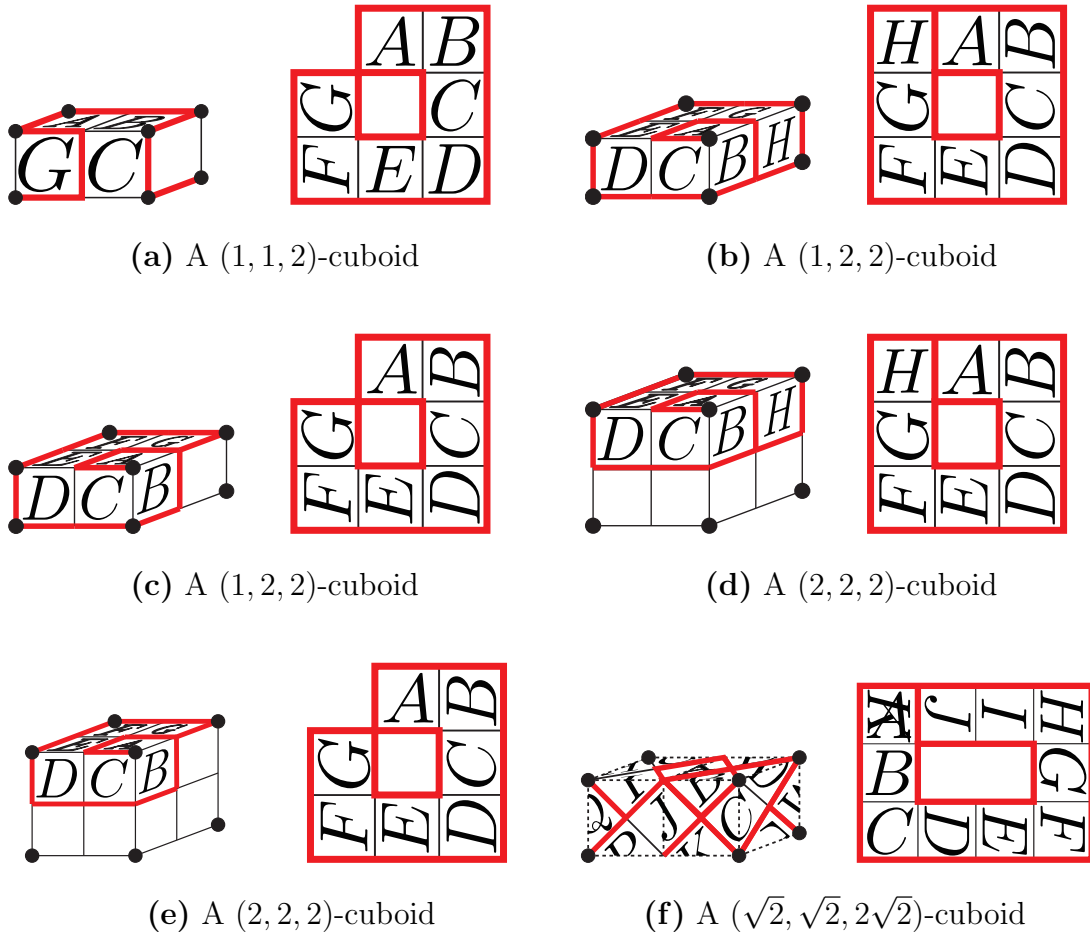 A B
G C
A B
G C
F E D
(a) A (1, 1, 2)-cuboid
F G
E A
D C B H
H A B
G C
F E D
(b) A (1, 2, 2)-cuboid
F G
E A
D C B
A B
G C
F E D
(c) A (1, 2, 2)-cuboid
F G
E A
D C B H
H A B
G C
F E D
(d) A (2, 2, 2)-cuboid
F G
E A
D C B
A B
G C
F E D
(e) A (2, 2, 2)-cuboid
J C
J I H
B G
C D E F
(f) A (√2, √2, 2√2)-cuboid